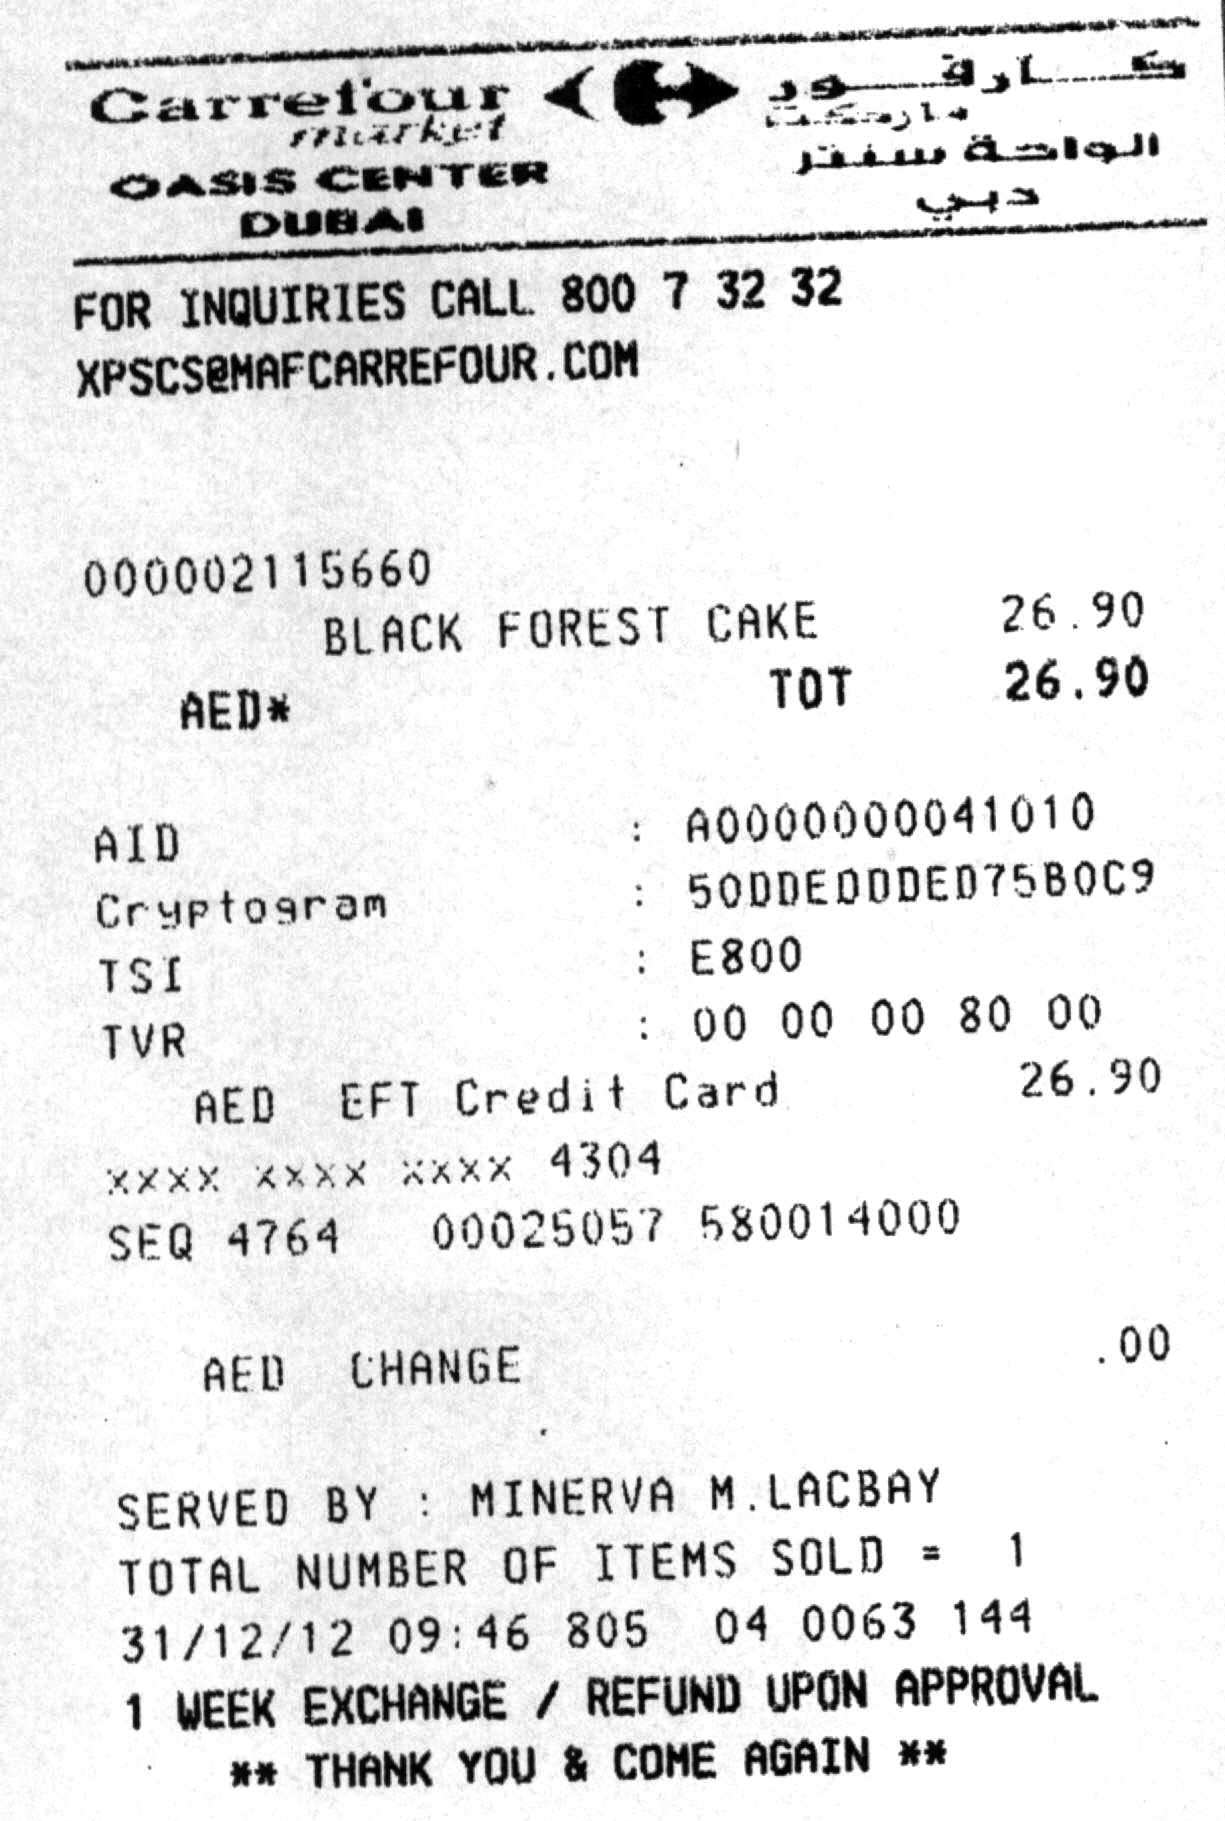 Carrefour
market
OASIS CENTER
DUBAI
كارفور
ماركت
الواحة سنتر
دبي
FOR INQUIRIES CALL 800 7 32 32
XPSCS@MAFCARREFOUR.COM
000002115660
BLACK FOREST CAKE 26.90
AED* TOT 26.90
AID : A0000000041010
Cryptogram : 50DDEDDDED75B0C9
TSI : E800
TVR : 00 00 00 80 00
AED EFT Credit Card 26.90
xxxx xxxx xxxx 4304
SEQ 4764 00025057 580014000
AED CHANGE .00
SERVED BY : MINERVA M.LACBAY
TOTAL NUMBER OF ITEMS SOLD = 1
31/12/12 09:46 805 04 0063 144
1 WEEK EXCHANGE / REFUND UPON APPROVAL
** THANK YOU & COME AGAIN **